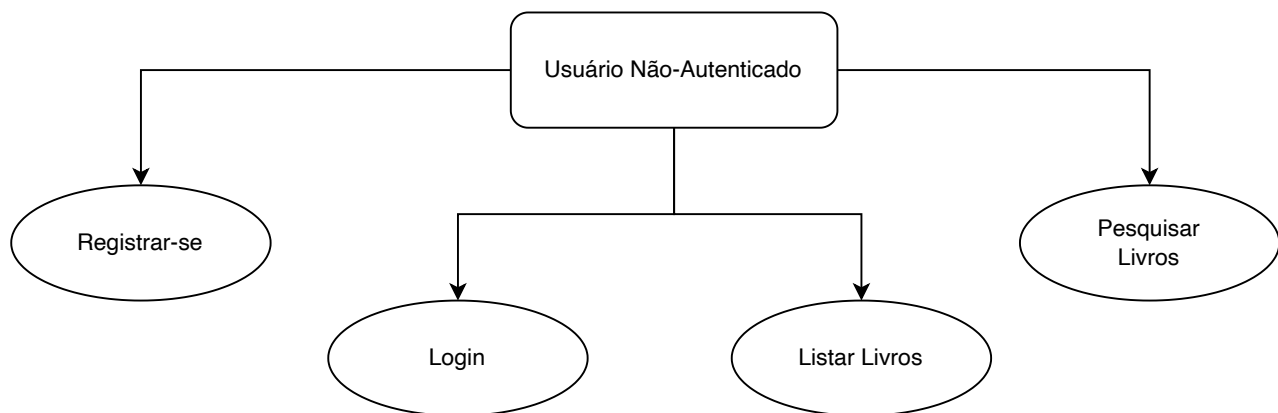 Usuário Não-Autenticado
Registrar-se
Pesquisar
Livros
Login
Listar Livros